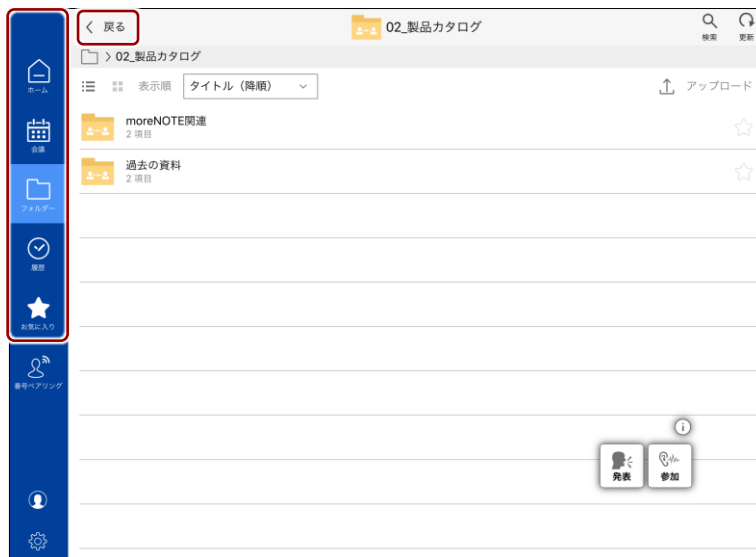 戻る
02_製品カタログ
検索
更新
> 02_製品カタログ
表示順
タイトル（降順）
アップロード
moreNOTE関連
2 項目
過去の資料
2 項目
ホーム
会議
フォルダー
履歴
お気に入り
番号ペアリング
発表
参加